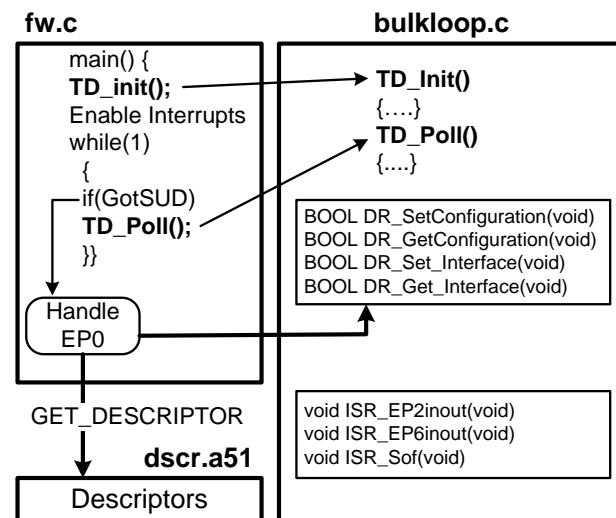 fw.c
main() {
TD_init();
Enable Interrupts
while(1)
{
if(GotSUD)
TD_Poll();
}}
Handle
EP0
GET_DESCRIPTOR
dscr.a51
Descriptors
bulkloop.c
TD_Init()
{....}
TD_Poll()
{....}
BOOL DR_SetConfiguration(void)
BOOL DR_GetConfiguration(void)
BOOL DR_Set_Interface(void)
BOOL DR_Get_Interface(void)
void ISR_EP2inout(void)
void ISR_EP6inout(void)
void ISR_Sof(void)